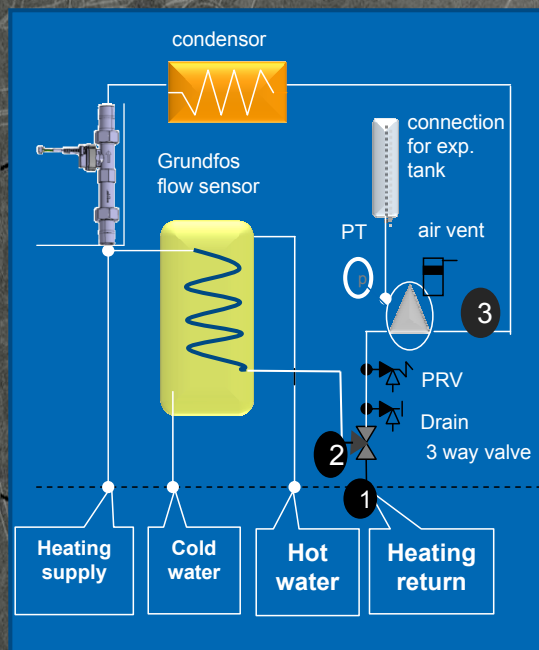 condensor
Grundfos
flow sensor
connection
for exp.
tank
PT
air vent
p
3
PRV
Drain
3 way valve
2
1
Heating
supply
Cold
water
Hot
water
Heating
return